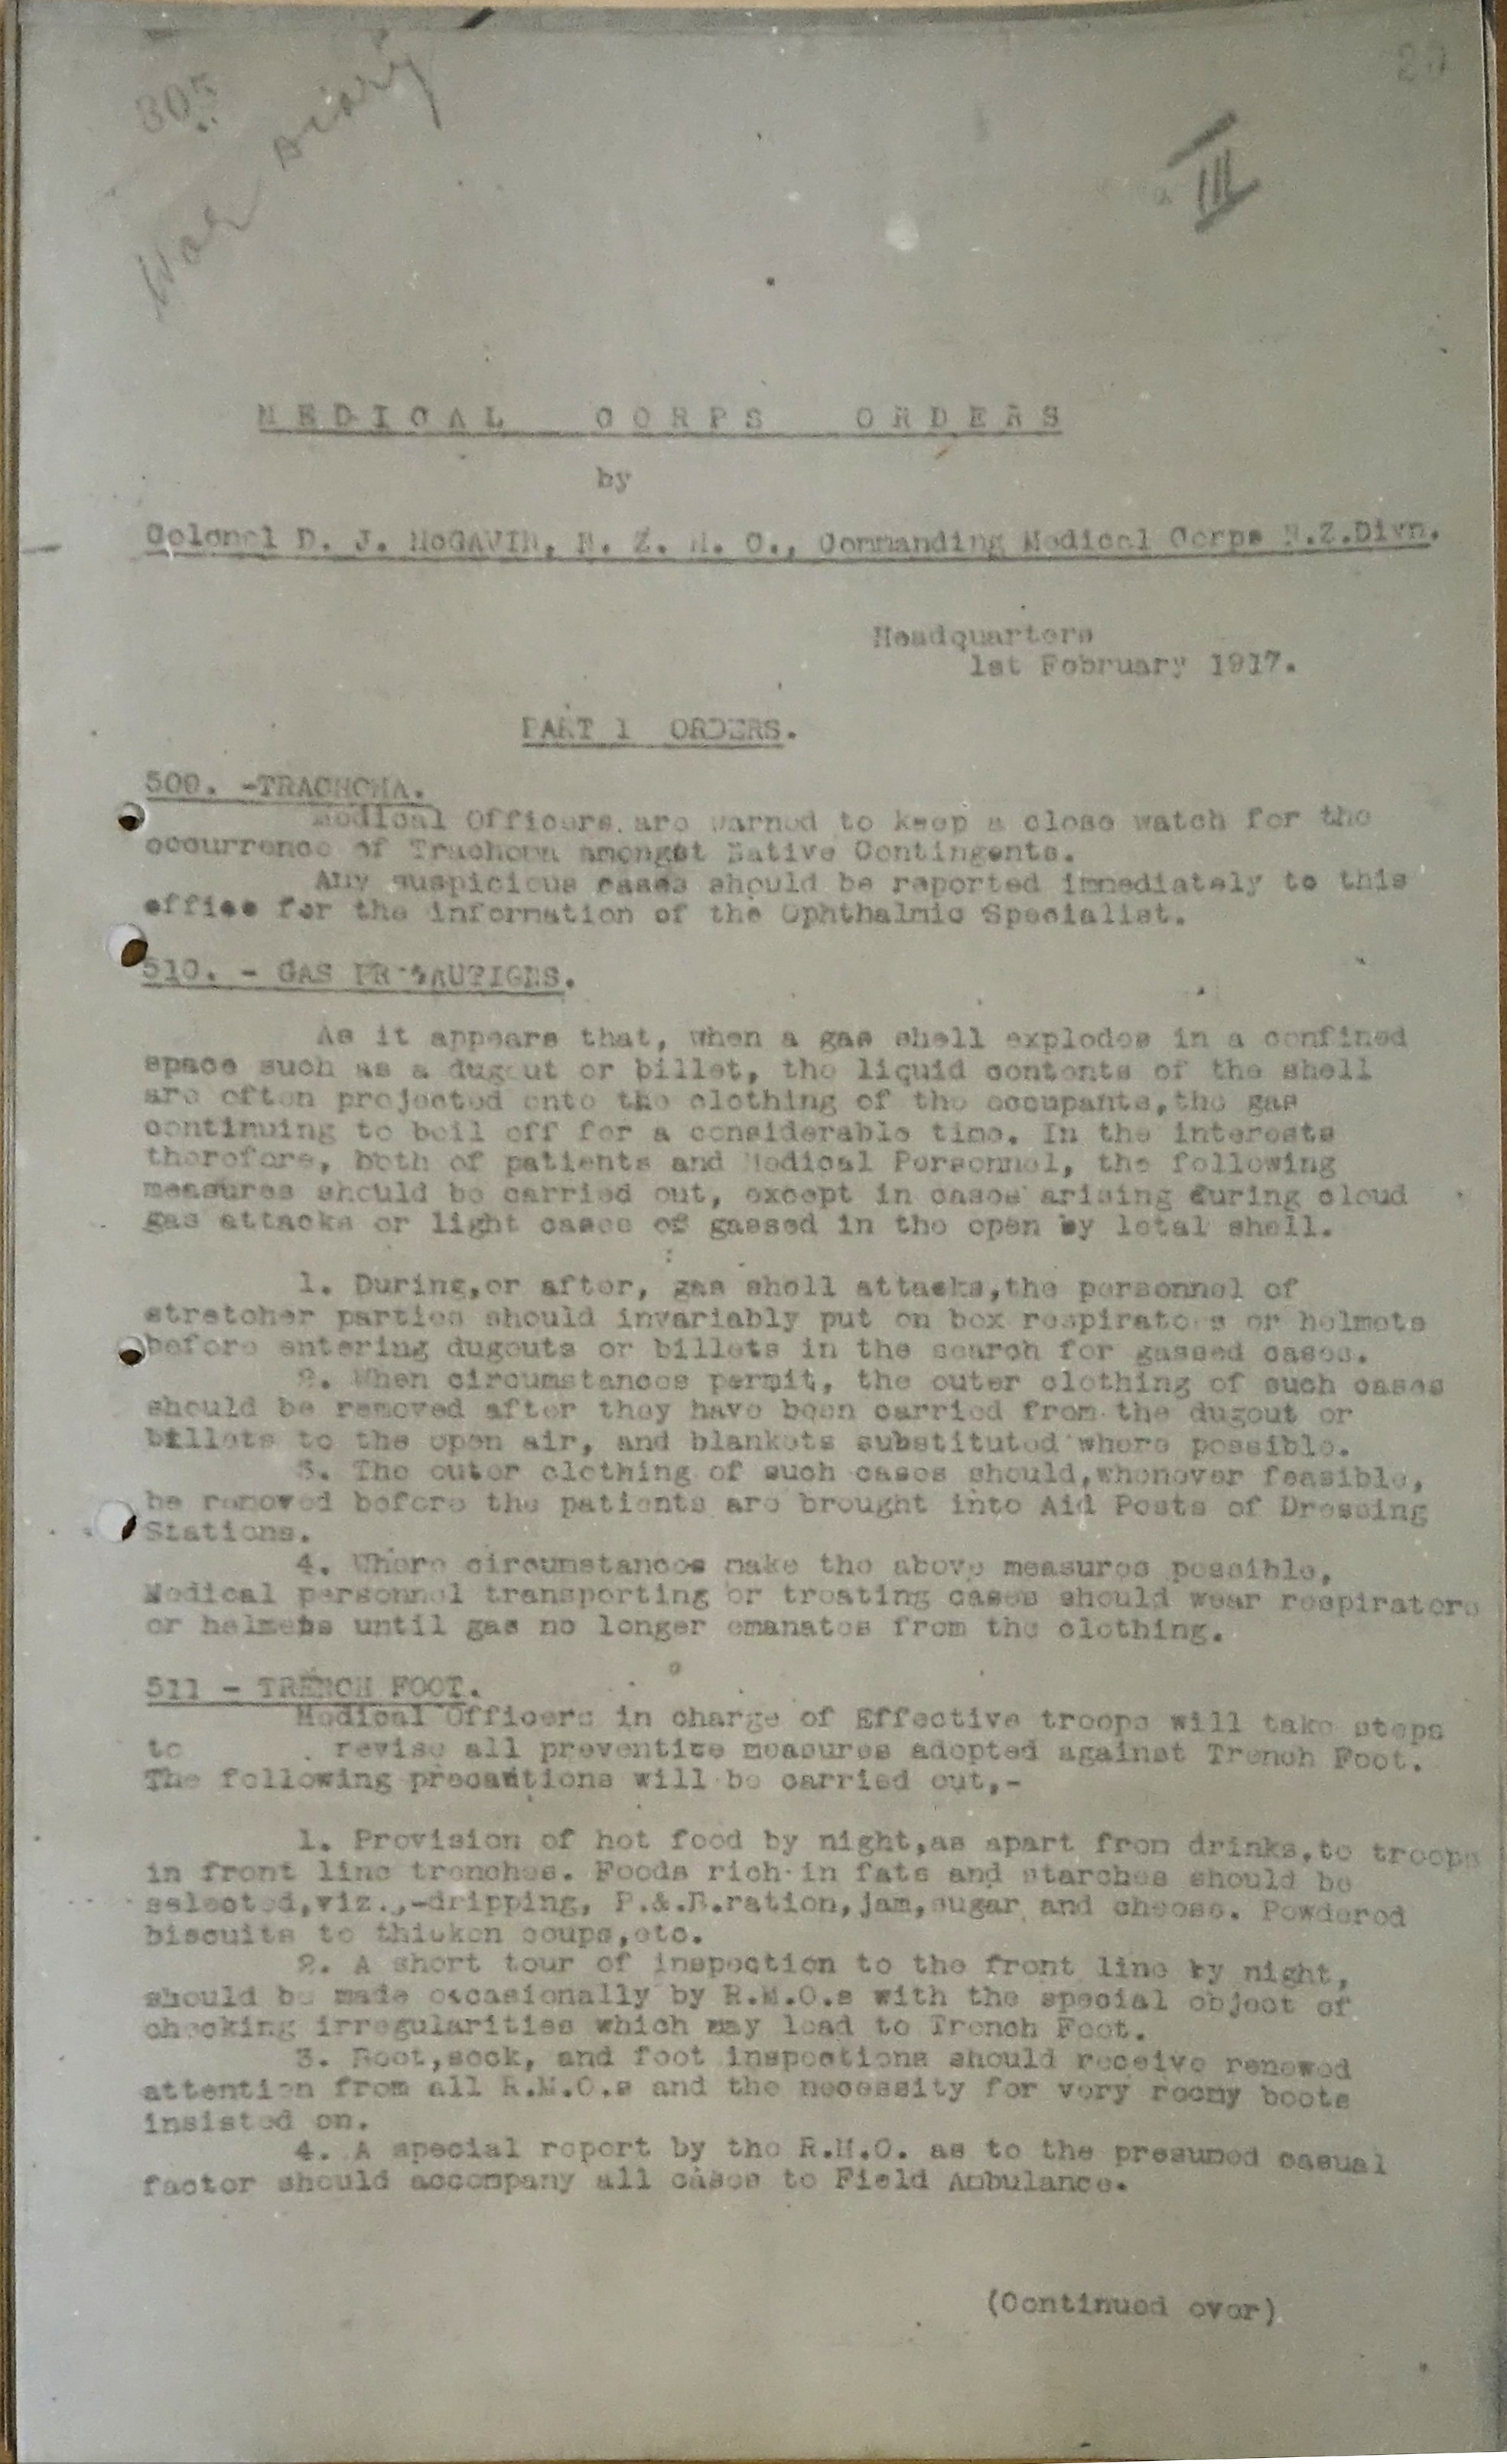 305
War Diary
III
MEDICAL CORPS ORDERS
by
Colonel D. J. McGAVIN, N. Z. M. C., Commanding Medical Corps N.Z.Divn.
Headquarters
1st February 1917.
PART 1 ORDERS.
509. -TRACHOMA.
Medical Officers are warned to keep a close watch for the
occurrence of Trachoma amongst Native Contingents.
Any suspicious cases should be reported immediately to this
office for the information of the Ophthalmic Specialist.
510. - GAS PRECAUTIONS.
As it appears that, when a gas shell explodes in a confined
space such as a dugout or billet, the liquid contents of the shell
are often projected onto the clothing of the occupants,the gas
continuing to boil off for a considerable time. In the interests
therefore, both of patients and Medical Personnel, the following
measures should be carried out, except in cases arising during cloud
gas attacks or light cases of gassed in the open by letal shell.
1. During,or after, gas shell attacks,the personnel of
stretcher parties should invariably put on box respirators or helmets
before entering dugouts or billets in the search for gassed cases.
2. When circumstances permit, the outer clothing of such cases
should be removed after they have been carried from the dugout or
billets to the open air, and blankets substituted where possible.
3. The outer clothing of such cases should,whenever feasible,
be removed before the patients are brought into Aid Posts of Dressing
Stations.
4. Where circumstances make the above measures possible,
Medical personnel transporting or treating cases should wear respirators
or helmets until gas no longer emanates from the clothing.
511 - TRENCH FOOT.
Medical Officers in charge of Effective troops will take steps
to revise all preventive measures adopted against Trench Foot.
The following precautions will be carried out,-
1. Provision of hot food by night,as apart from drinks,to troops
in front line trenches. Foods rich in fats and starches should be
selected,viz.,-dripping, P.&.B.ration,jam,sugar and cheese. Powdered
biscuits to thicken soups,etc.
2. A short tour of inspection to the front line by night,
should be made occasionally by R.M.O.s with the special object of
checking irregularities which may lead to Trench Foot.
3. Boot,sock, and foot inspections should receive renewed
attention from all R.M.O.s and the necessity for very roomy boots
insisted on.
4. A special report by the R.M.O. as to the presumed casual
factor should accompany all cases to Field Ambulance.
(Continued over)